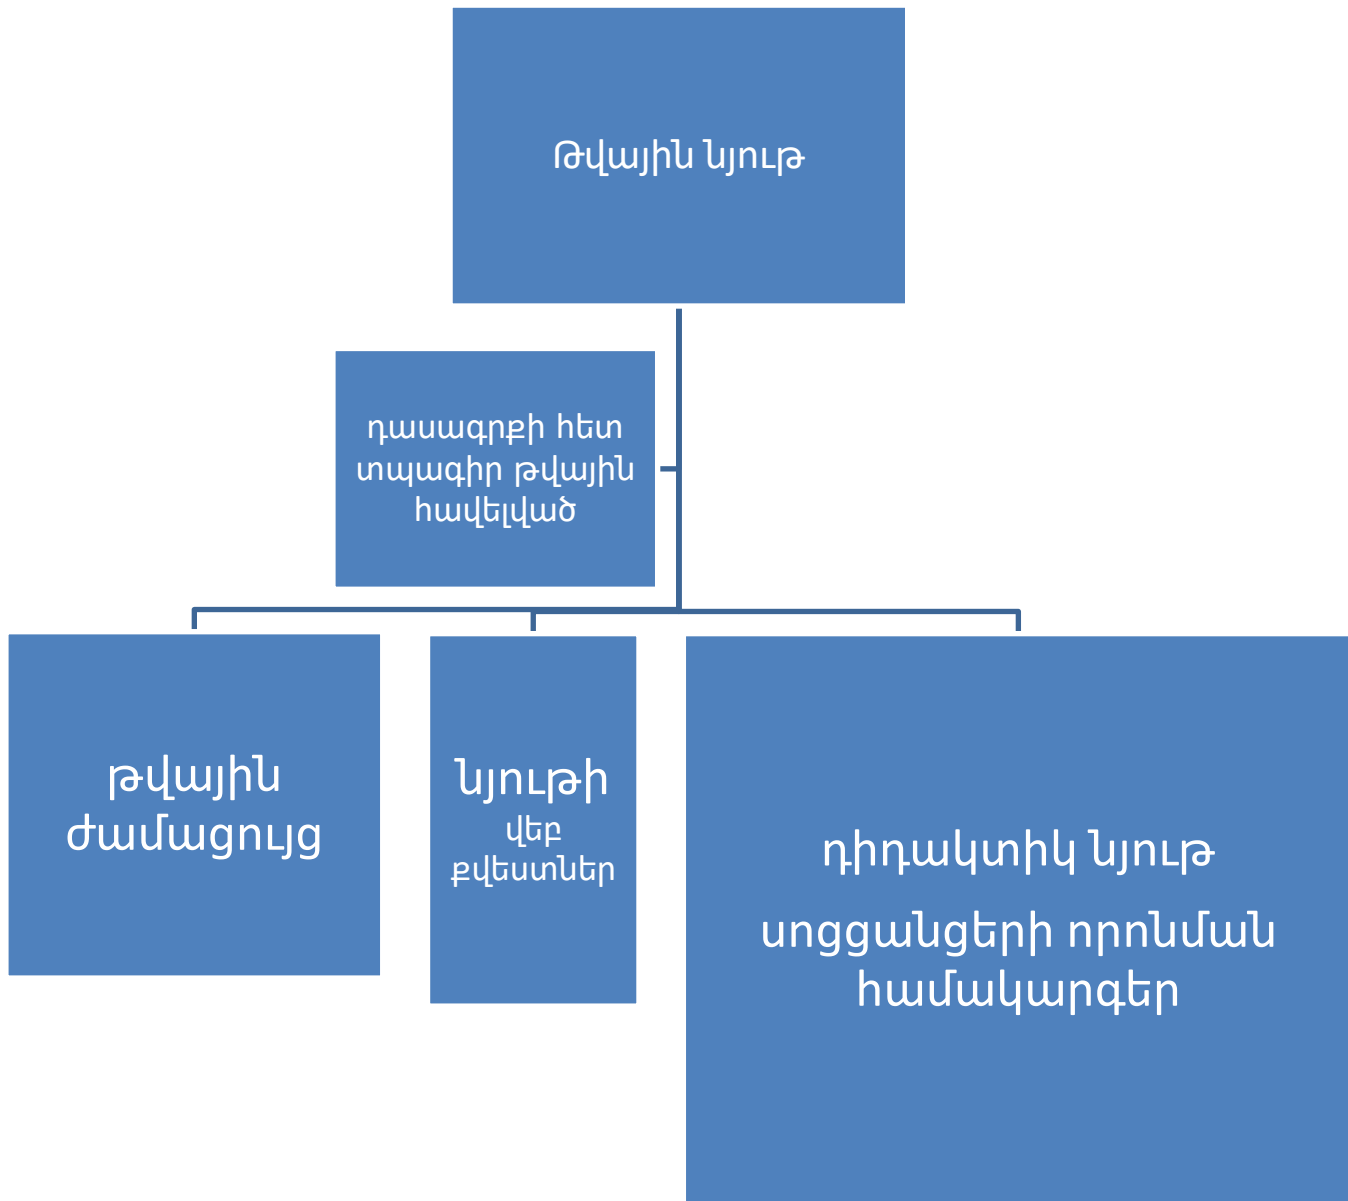 Թվային նյութ
դասագրքի հետ
տպագիր թվային
հավելված
թվային
ժամացույց
նյութի
վեբ
քվեստներ
դիդակտիկ նյութ
սոցցանցերի որոնման
համակարգեր